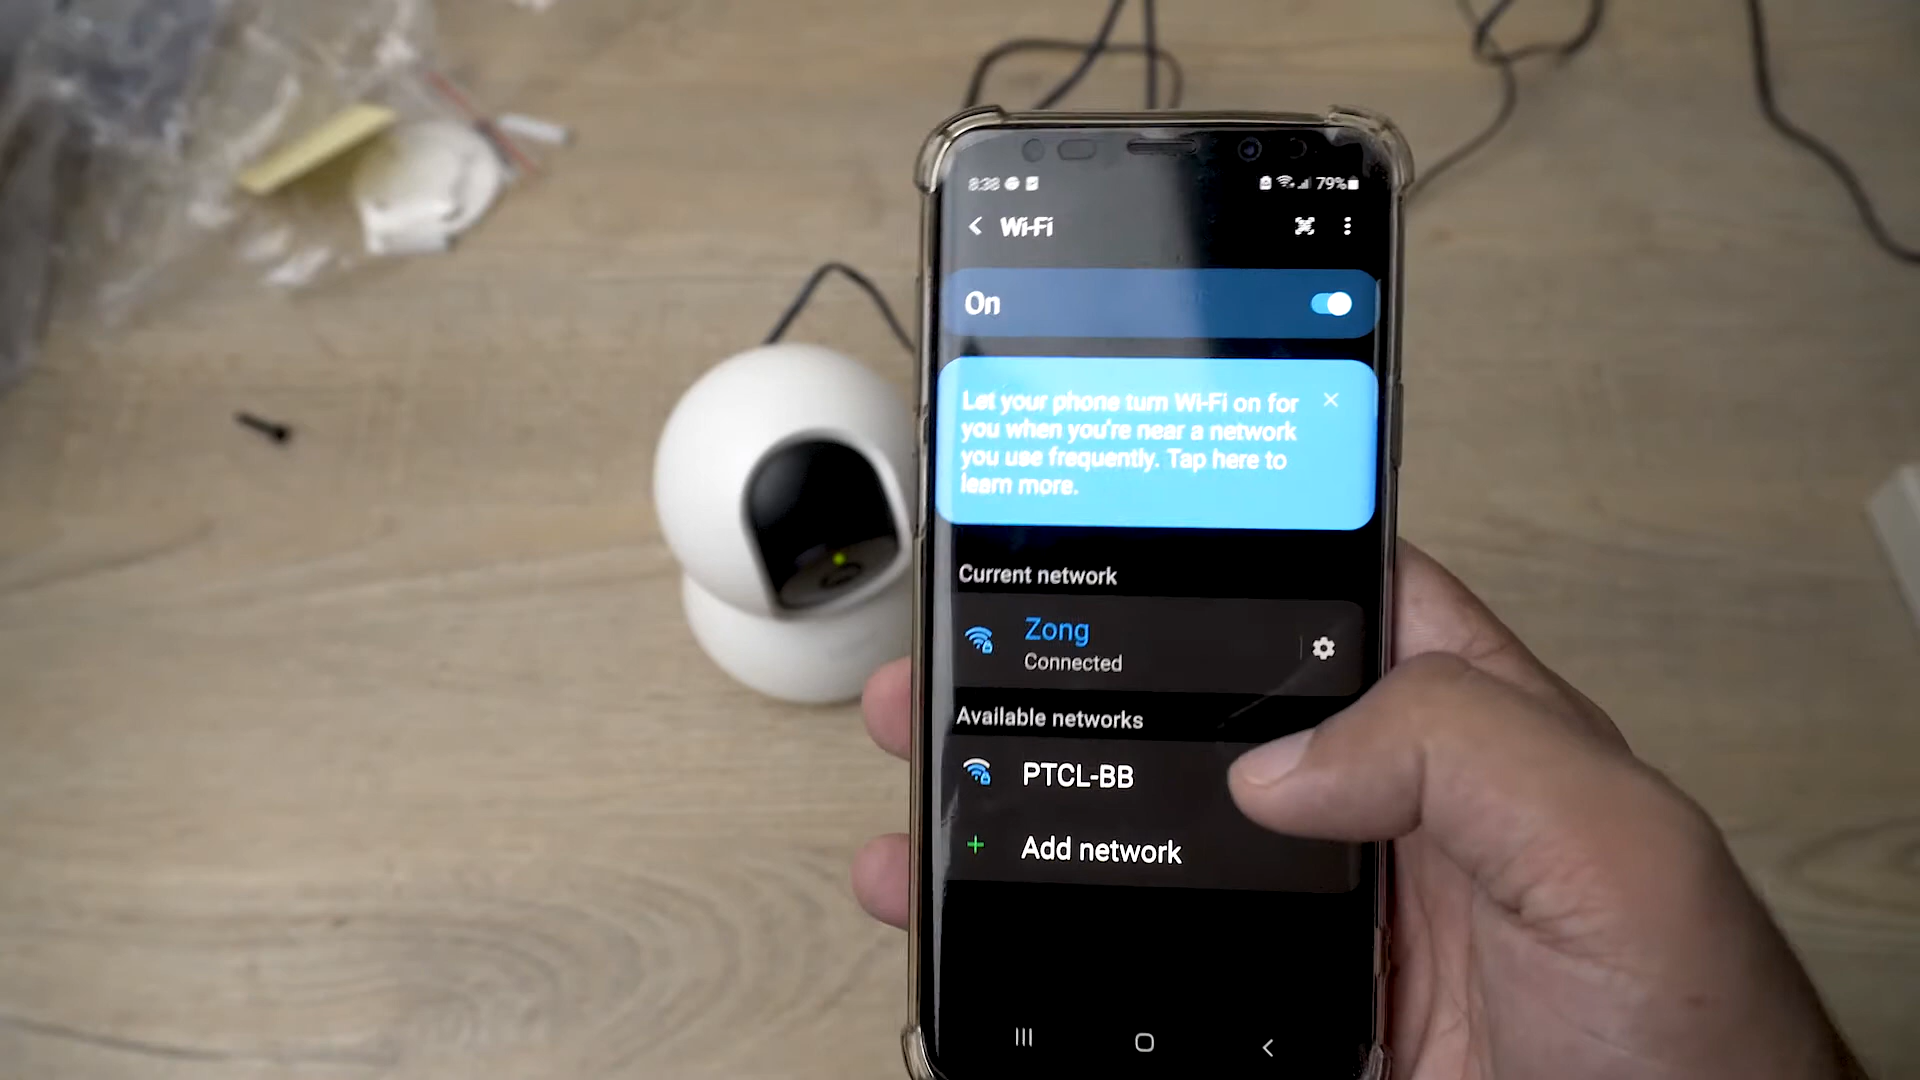 8:38
79%
Wi-Fi
On
Let your phone turn Wi-Fi on for
you when you're near a network
you use frequently. Tap here to
learn more.
Current network
Zong
Connected
Available networks
PTCL-BB
Add network